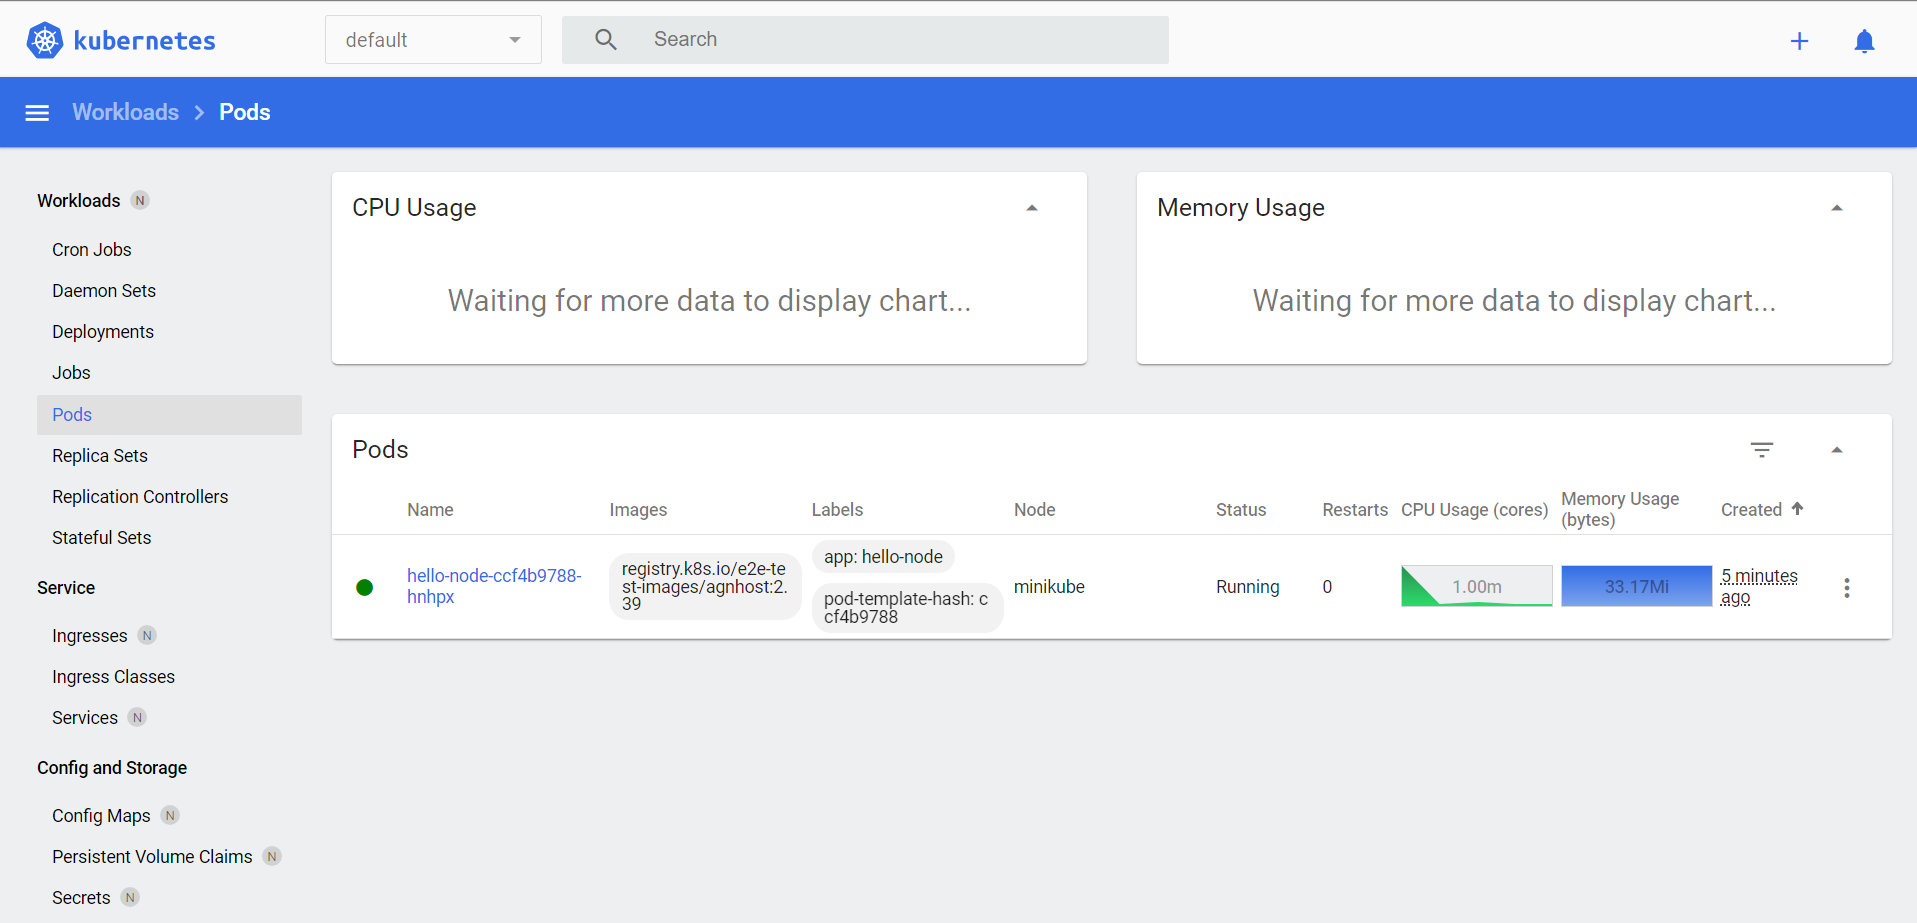 kubernetes
default
Search
Workloads > Pods
Workloads N
Cron Jobs
Daemon Sets
Deployments
Jobs
Pods
Replica Sets
Replication Controllers
Stateful Sets
Service
Ingresses N
Ingress Classes
Services N
Config and Storage
Config Maps N
Persistent Volume Claims N
Secrets N
CPU Usage
Waiting for more data to display chart...
Memory Usage
Waiting for more data to display chart...
Pods
Name
Images
Labels
Node
Status
Restarts
CPU Usage (cores)
Memory Usage
(bytes)
Created
hello-node-ccf4b9788-
hnhpx
registry.k8s.io/e2e-te
st-images/agnhost:2.
39
app: hello-node
pod-template-hash: c
cf4b9788
minikube
Running
0
1.00m
33.17Mi
5 minutes
ago